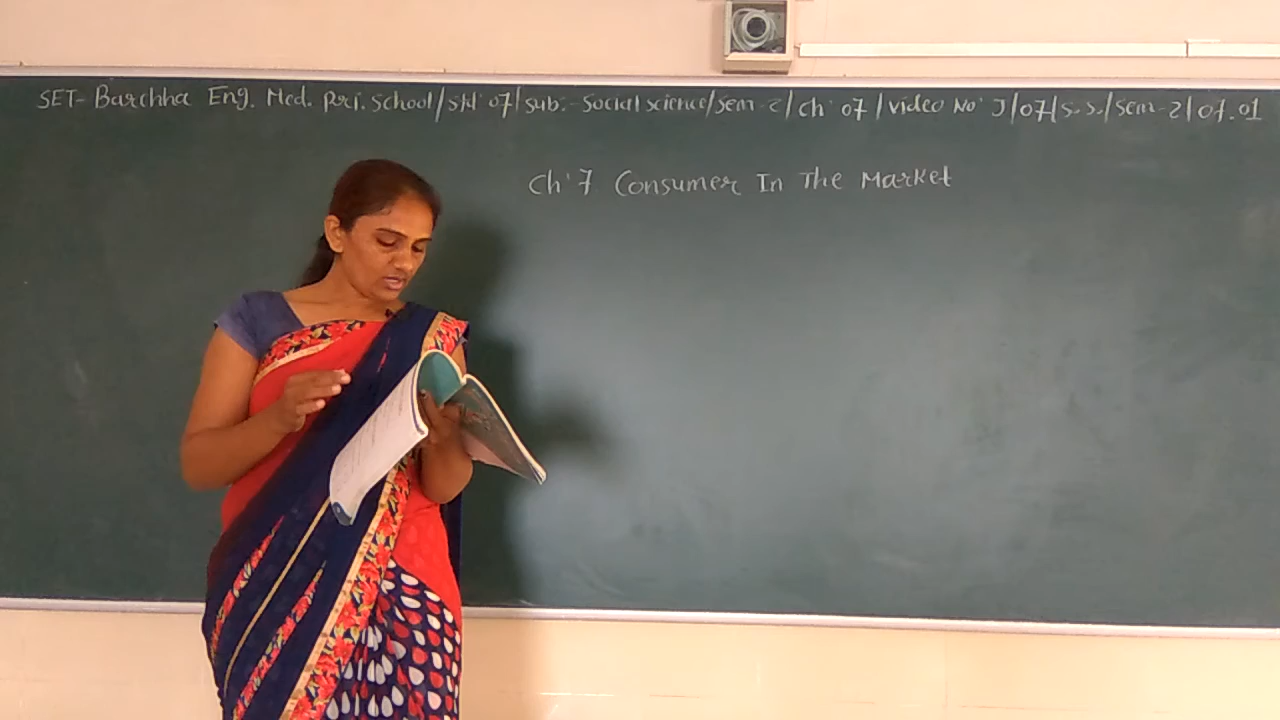 SET- Barchha Eng. Med. Pri. School/std' 07/sub:- Social science/sem-2/ch' 07/video No' J/07/s.s./sem-2/07.01
Ch' 7 Consumer In The Market